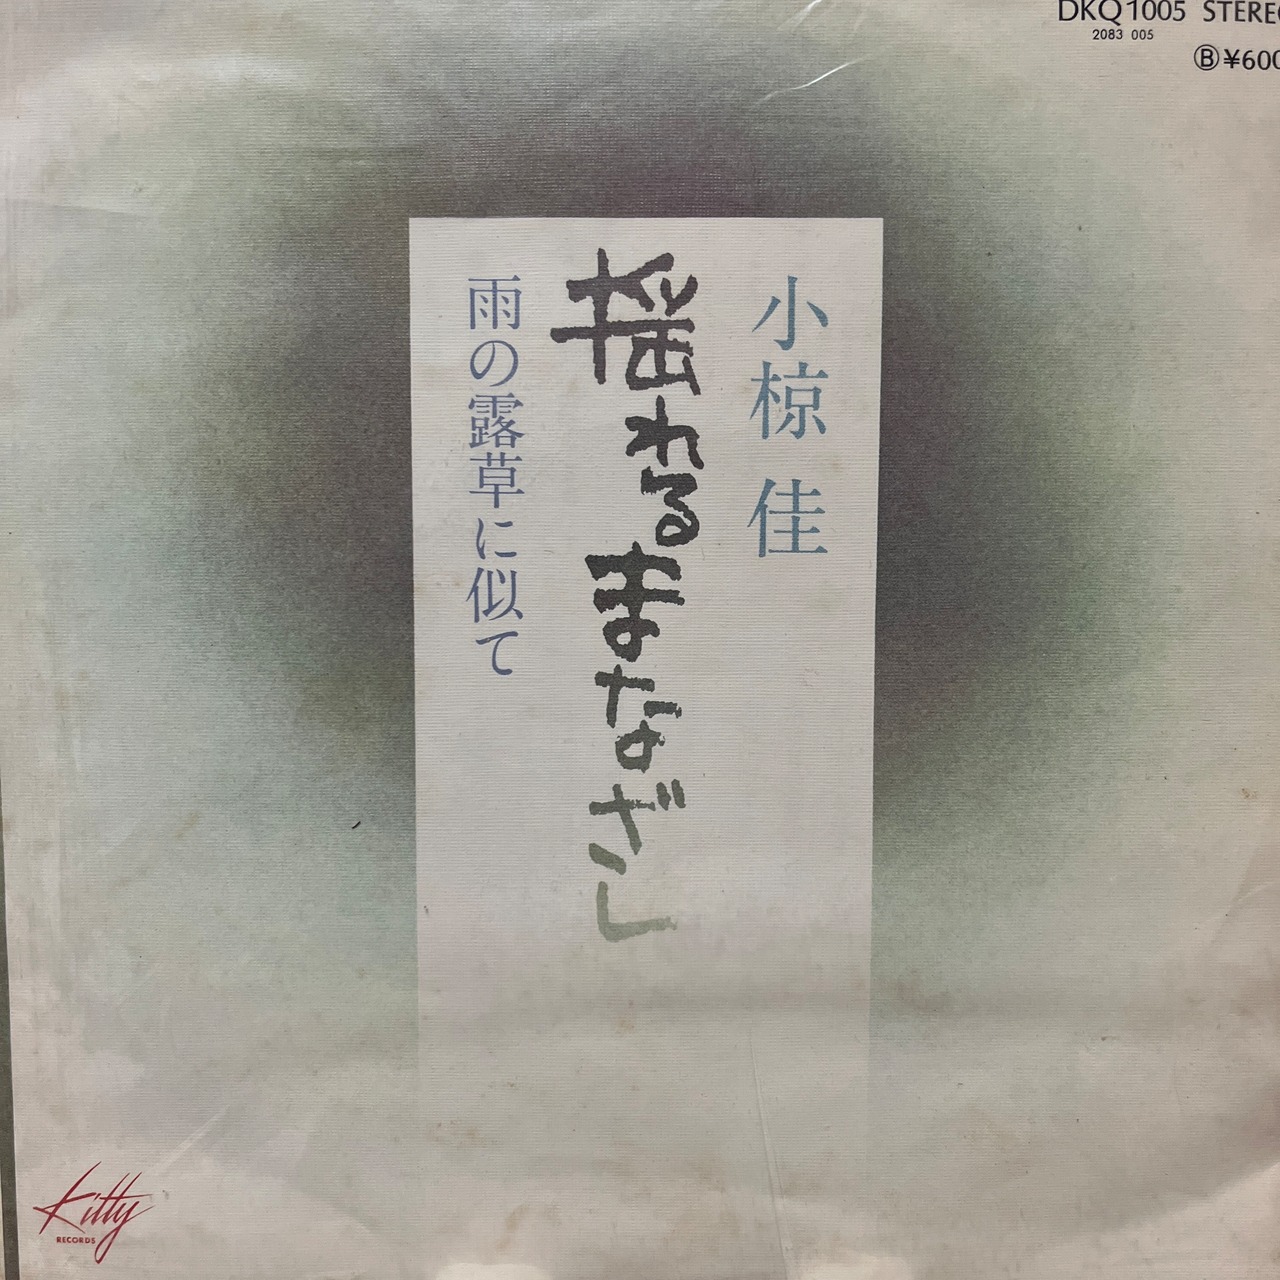 DKQ1005 STEREO
2083 005
Ⓑ¥600
小椋 佳
揺れるまなざし
雨の露草に似て
Kitty
RECORDS